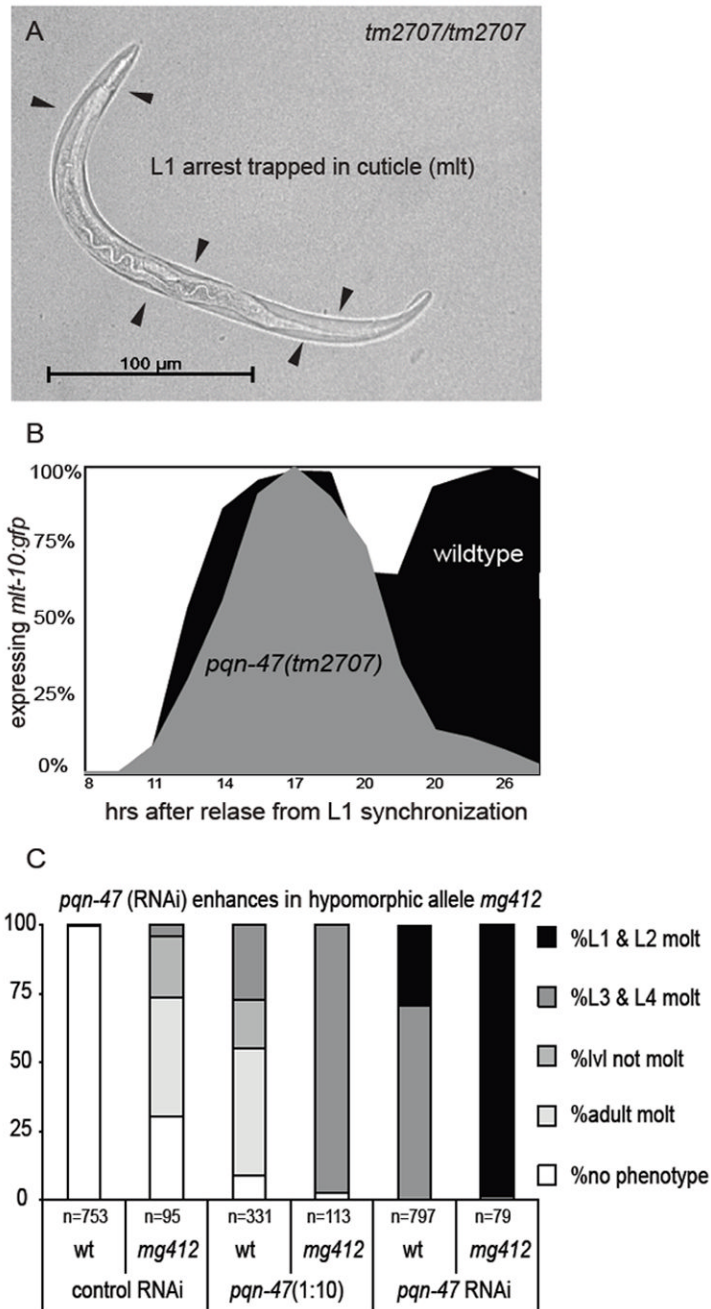 A
tm2707/tm2707
L1 arrest trapped in cuticle (mlt)
100 µm
B
expressing mlt-10:gfp
100%
75%
50%
25%
0%
wildtype
pqn-47(tm2707)
8 11 14 17 20 20 26
hrs after relase from L1 synchronization
C
pqn-47 (RNAi) enhances in hypomorphic allele mg412
100
75
50
25
0
%L1 & L2 molt
%L3 & L4 molt
%lvl not molt
%adult molt
%no phenotype
n=753 n=95 n=331 n=113 n=797 n=79
wt mg412 wt mg412 wt mg412
control RNAi pqn-47(1:10) pqn-47 RNAi